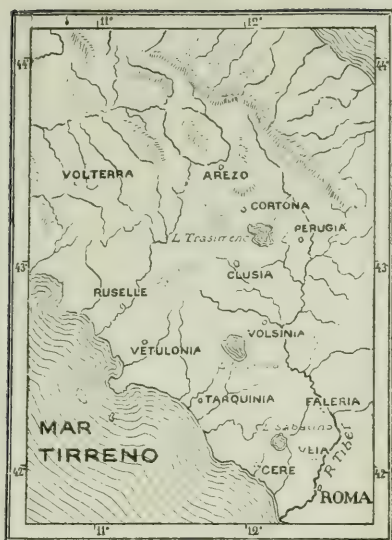 11° 12°
44° 44°
VOLTERRA AREZO
CORTONA
L. Trasimeno PERUGIA
43° CLUSIA 43°
RUSELLE
VOLSINIA
VETULONIA
TARQUINIA FALERIA
MAR L. Sabatino
TIRRENO VEIA R. Tiber
42° CERE 42°
ROMA
11° 12°